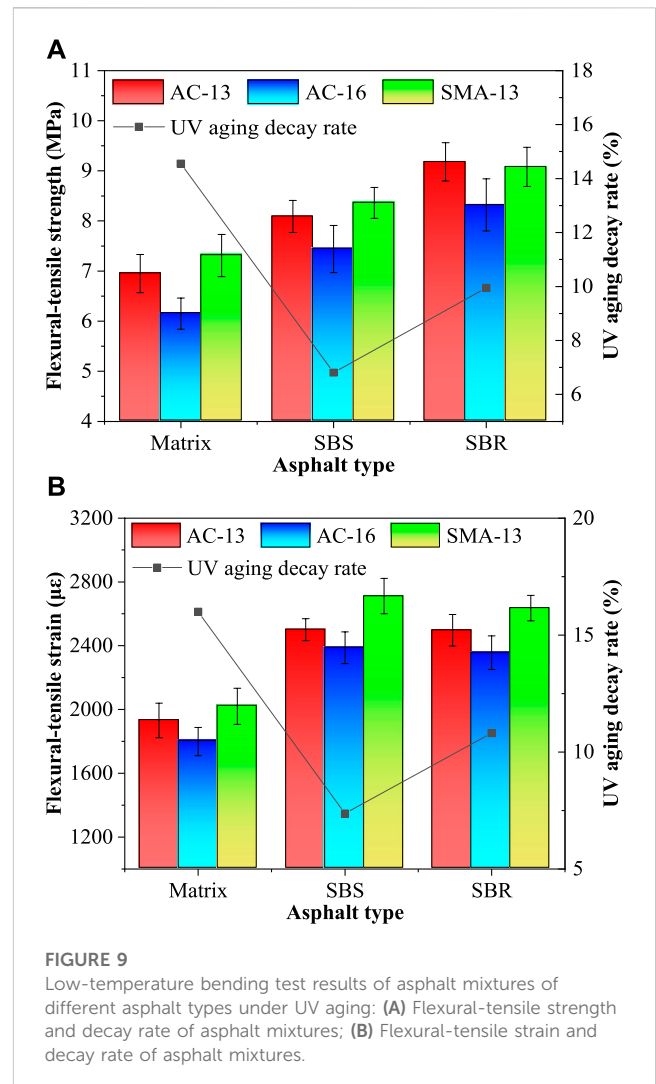 A
AC-13 AC-16 SMA-13
UV aging decay rate
Flexural-tensile strength (MPa)
11
10
9
8
7
6
5
4
UV aging decay rate (%)
18
16
14
12
10
8
6
Matrix SBS SBR
Asphalt type
B
AC-13 AC-16 SMA-13
UV aging decay rate
Flexural-tensile strain (με)
3200
2800
2400
2000
1600
1200
UV aging decay rate (%)
20
15
10
5
Matrix SBS SBR
Asphalt type
FIGURE 9
Low-temperature bending test results of asphalt mixtures of
different asphalt types under UV aging: (A) Flexural-tensile strength
and decay rate of asphalt mixtures; (B) Flexural-tensile strain and
decay rate of asphalt mixtures.